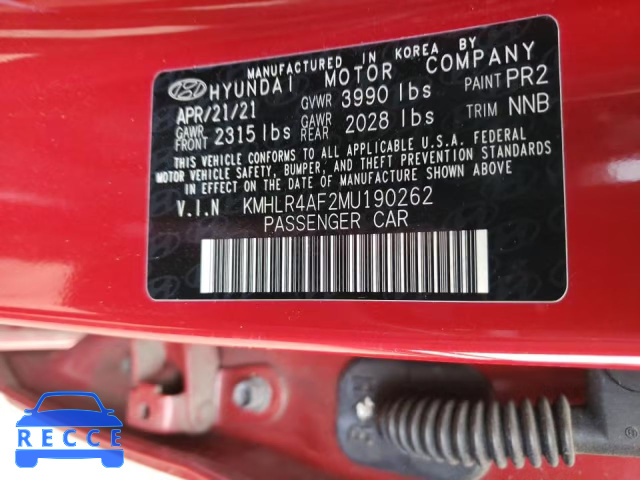 MANUFACTURED IN KOREA BY
HYUNDAI MOTOR COMPANY
APR/21/21 GVWR 3990 lbs PAINT PR2
GAWR FRONT 2315 lbs GAWR REAR 2028 lbs TRIM NNB
THIS VEHICLE CONFORMS TO ALL APPLICABLE U.S.A. FEDERAL
MOTOR VEHICLE SAFETY, BUMPER, AND THEFT PREVENTION STANDARDS
IN EFFECT ON THE DATE OF MANUFACTURE SHOWN ABOVE
V.I.N KMHLR4AF2MU190262
PASSENGER CAR
RECCE